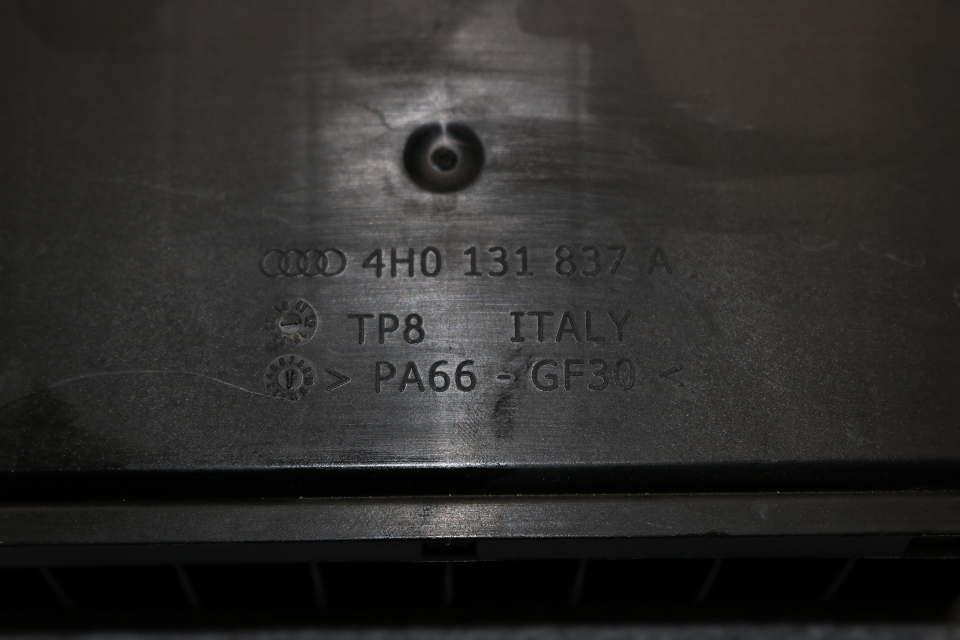 4H0 131 837 A
TP8 ITALY
> PA66 - GF30 <